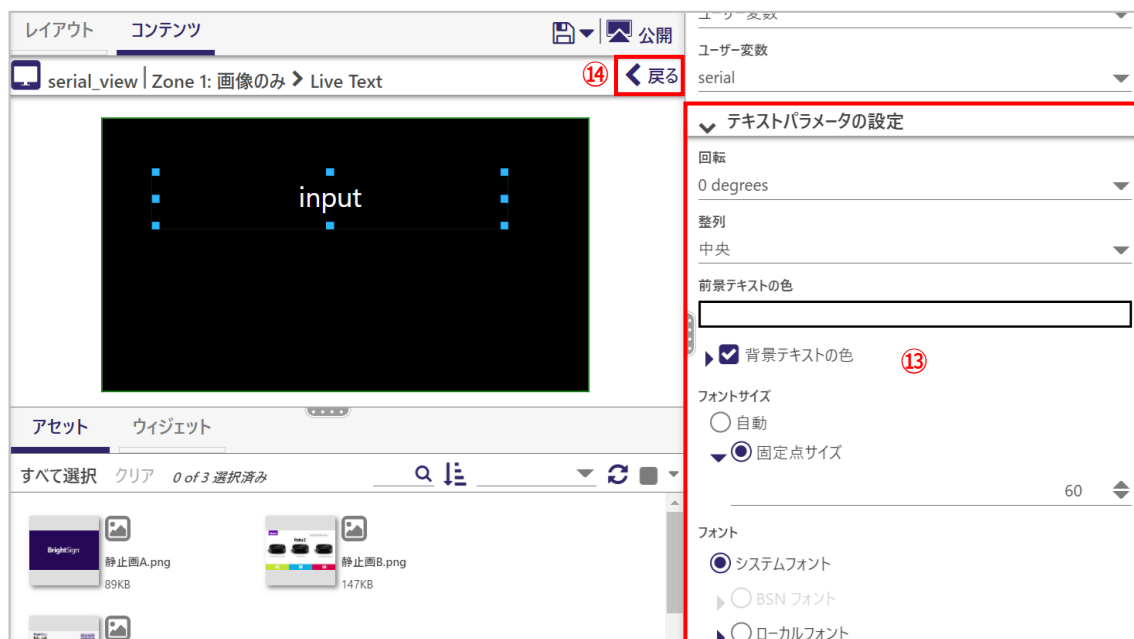 レイアウト コンテンツ 公開
serial_view Zone 1: 画像のみ Live Text ⑭ 戻る
input
アセット ウィジェット
すべて選択 クリア 0 of 3 選択済み
BrightSign
静止画A.png
89KB
静止画B.png
147KB
ユーザー変数
ユーザー変数
serial
テキストパラメータの設定
回転
0 degrees
整列
中央
前景テキストの色
背景テキストの色 ⑬
フォントサイズ
自動
固定点サイズ
60
フォント
システムフォント
BSN フォント
ローカルフォント